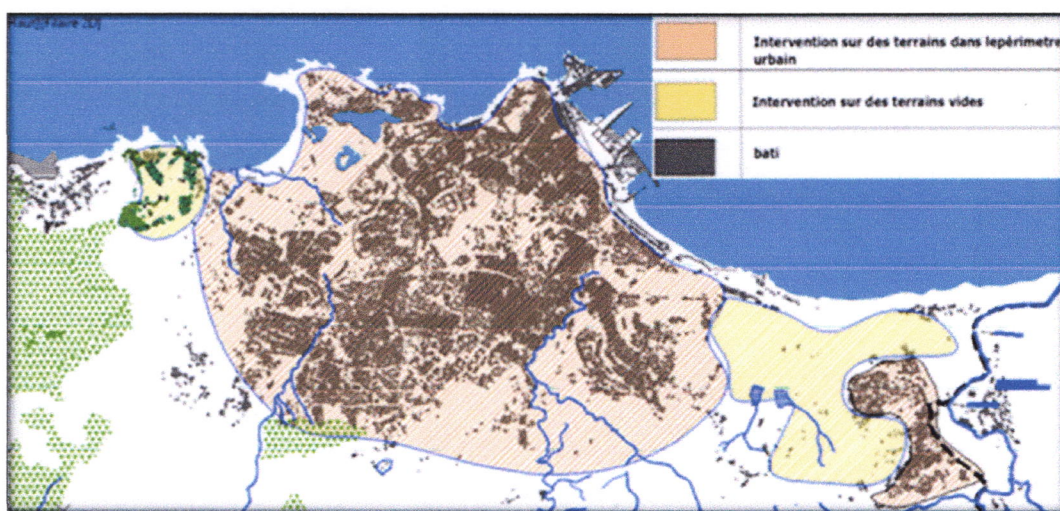 Intervention sur des terrains dans lepérimetre
urbain
Intervention sur des terrains vides
bati